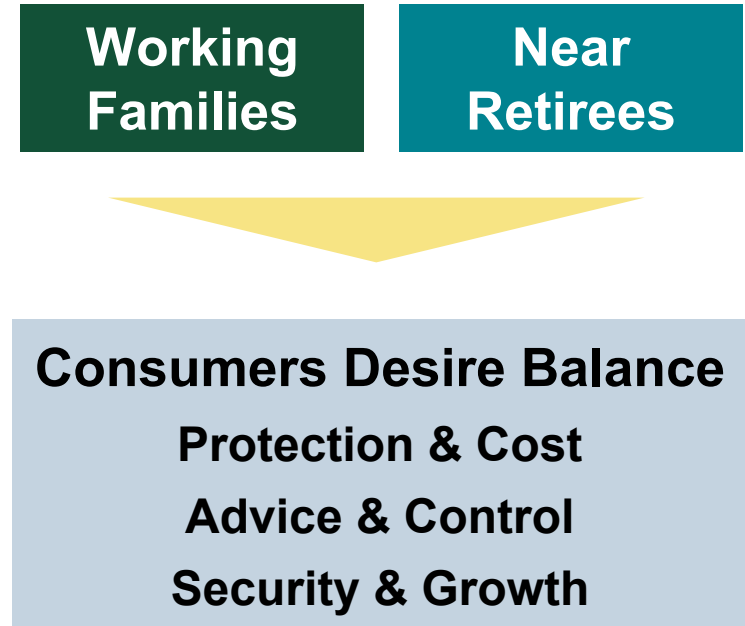 Working
Families
Near
Retirees
Consumers Desire Balance
Protection & Cost
Advice & Control
Security & Growth